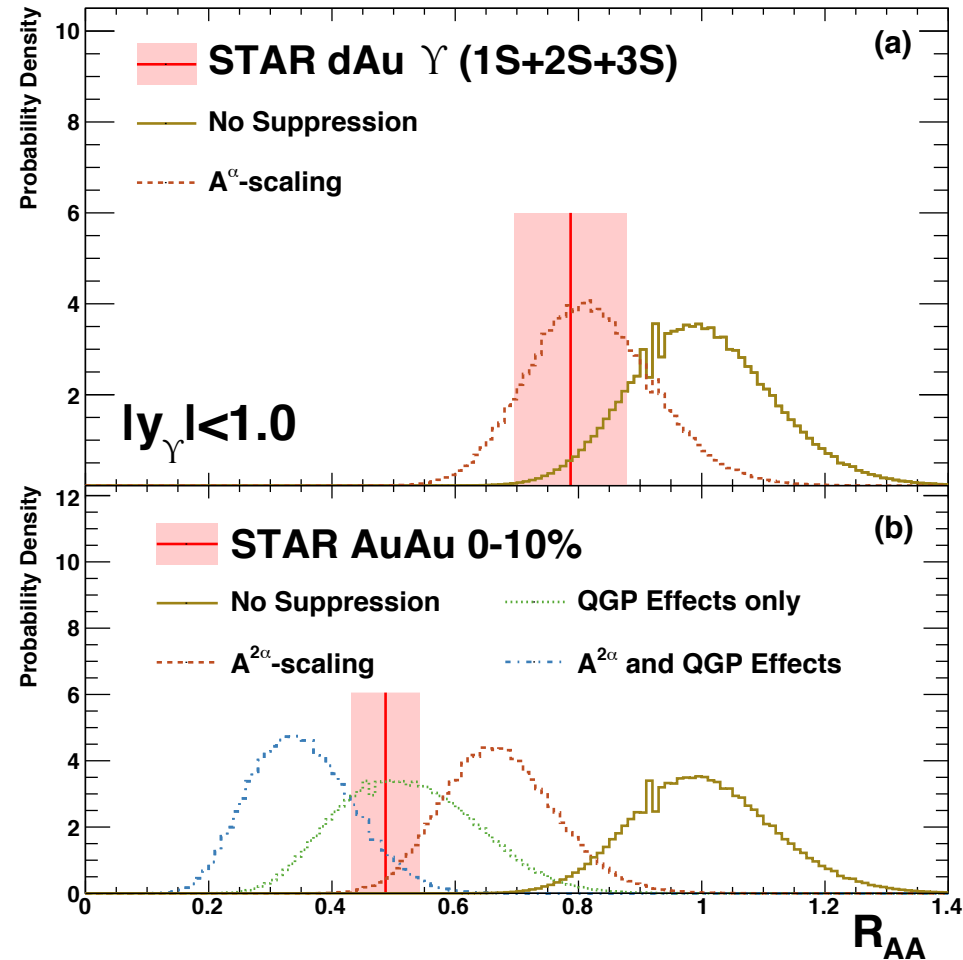 Probability Density
10
8
6
4
2
(a)
STAR dAu ϒ (1S+2S+3S)
No Suppression
A^α-scaling
|y_ϒ|<1.0
Probability Density
12
10
8
6
4
2
0
(b)
STAR AuAu 0-10%
No Suppression
QGP Effects only
A^2α-scaling
A^2α and QGP Effects
0 0.2 0.4 0.6 0.8 1 1.2 1.4
R_AA